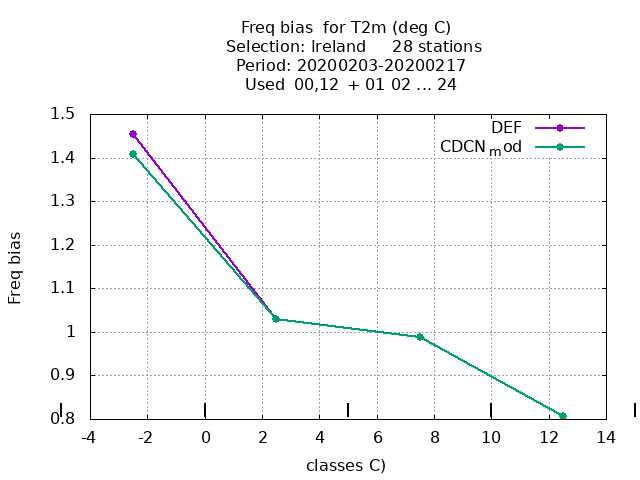 Freq bias  for T2m (deg C)
Selection: Ireland     28 stations
Period: 20200203-20200217
Used  00,12  + 01 02 ... 24
DEF
CDCNmod
Freq bias
1.5
1.4
1.3
1.2
1.1
1
0.9
0.8
-4 -2 0 2 4 6 8 10 12 14
classes C)